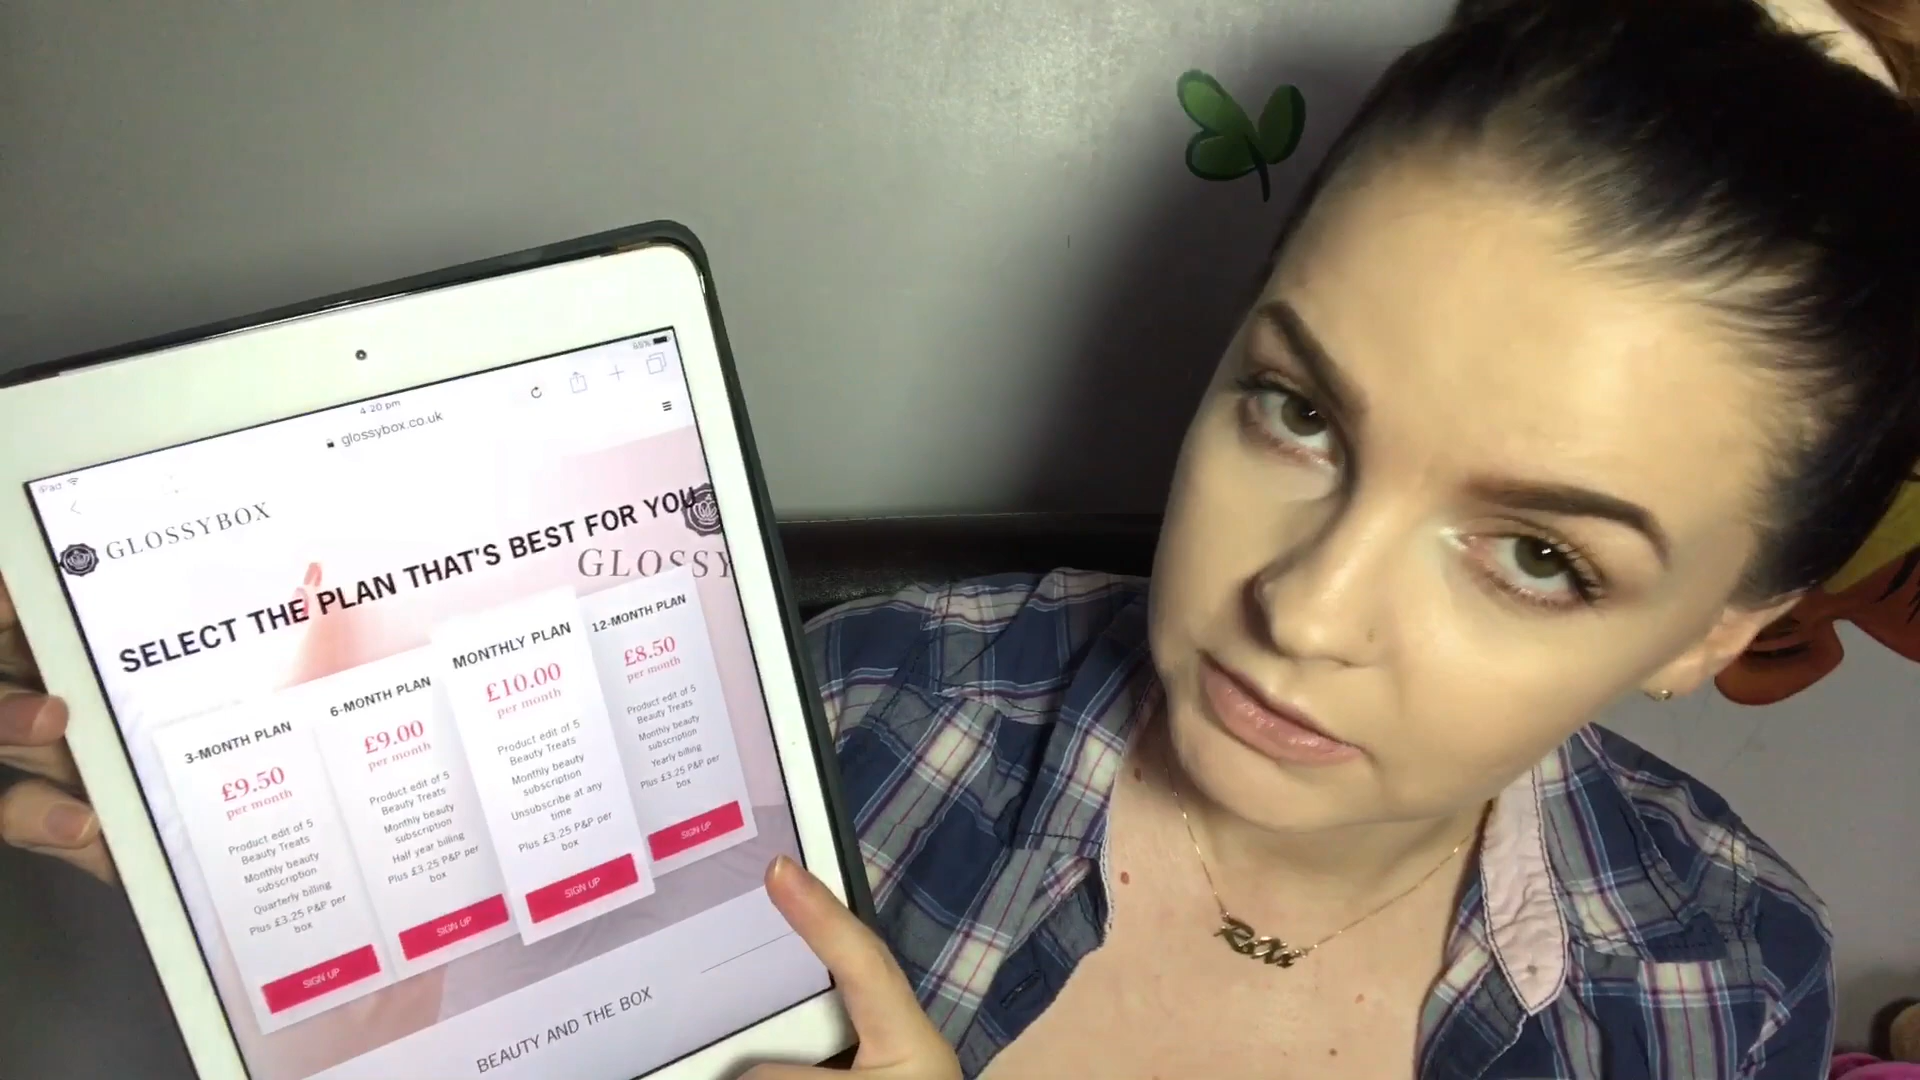 iPad
4:20 pm
65%
glossybox.co.uk
GLOSSYBOX
SELECT THE PLAN THAT'S BEST FOR YOU
GLOSSY
3-MONTH PLAN
£9.50
per month
Product edit of 5
Beauty Treats
Monthly beauty
subscription
Quarterly billing
Plus £3.25 P&P per
box
SIGN UP
6-MONTH PLAN
£9.00
per month
Product edit of 5
Beauty Treats
Monthly beauty
subscription
Half year billing
Plus £3.25 P&P per
box
SIGN UP
MONTHLY PLAN
£10.00
per month
Product edit of 5
Beauty Treats
Monthly beauty
subscription
Unsubscribe at any
time
Plus £3.25 P&P per
box
SIGN UP
12-MONTH PLAN
£8.50
per month
Product edit of 5
Beauty Treats
Monthly beauty
subscription
Yearly billing
Plus £3.25 P&P per
box
SIGN UP
BEAUTY AND THE BOX